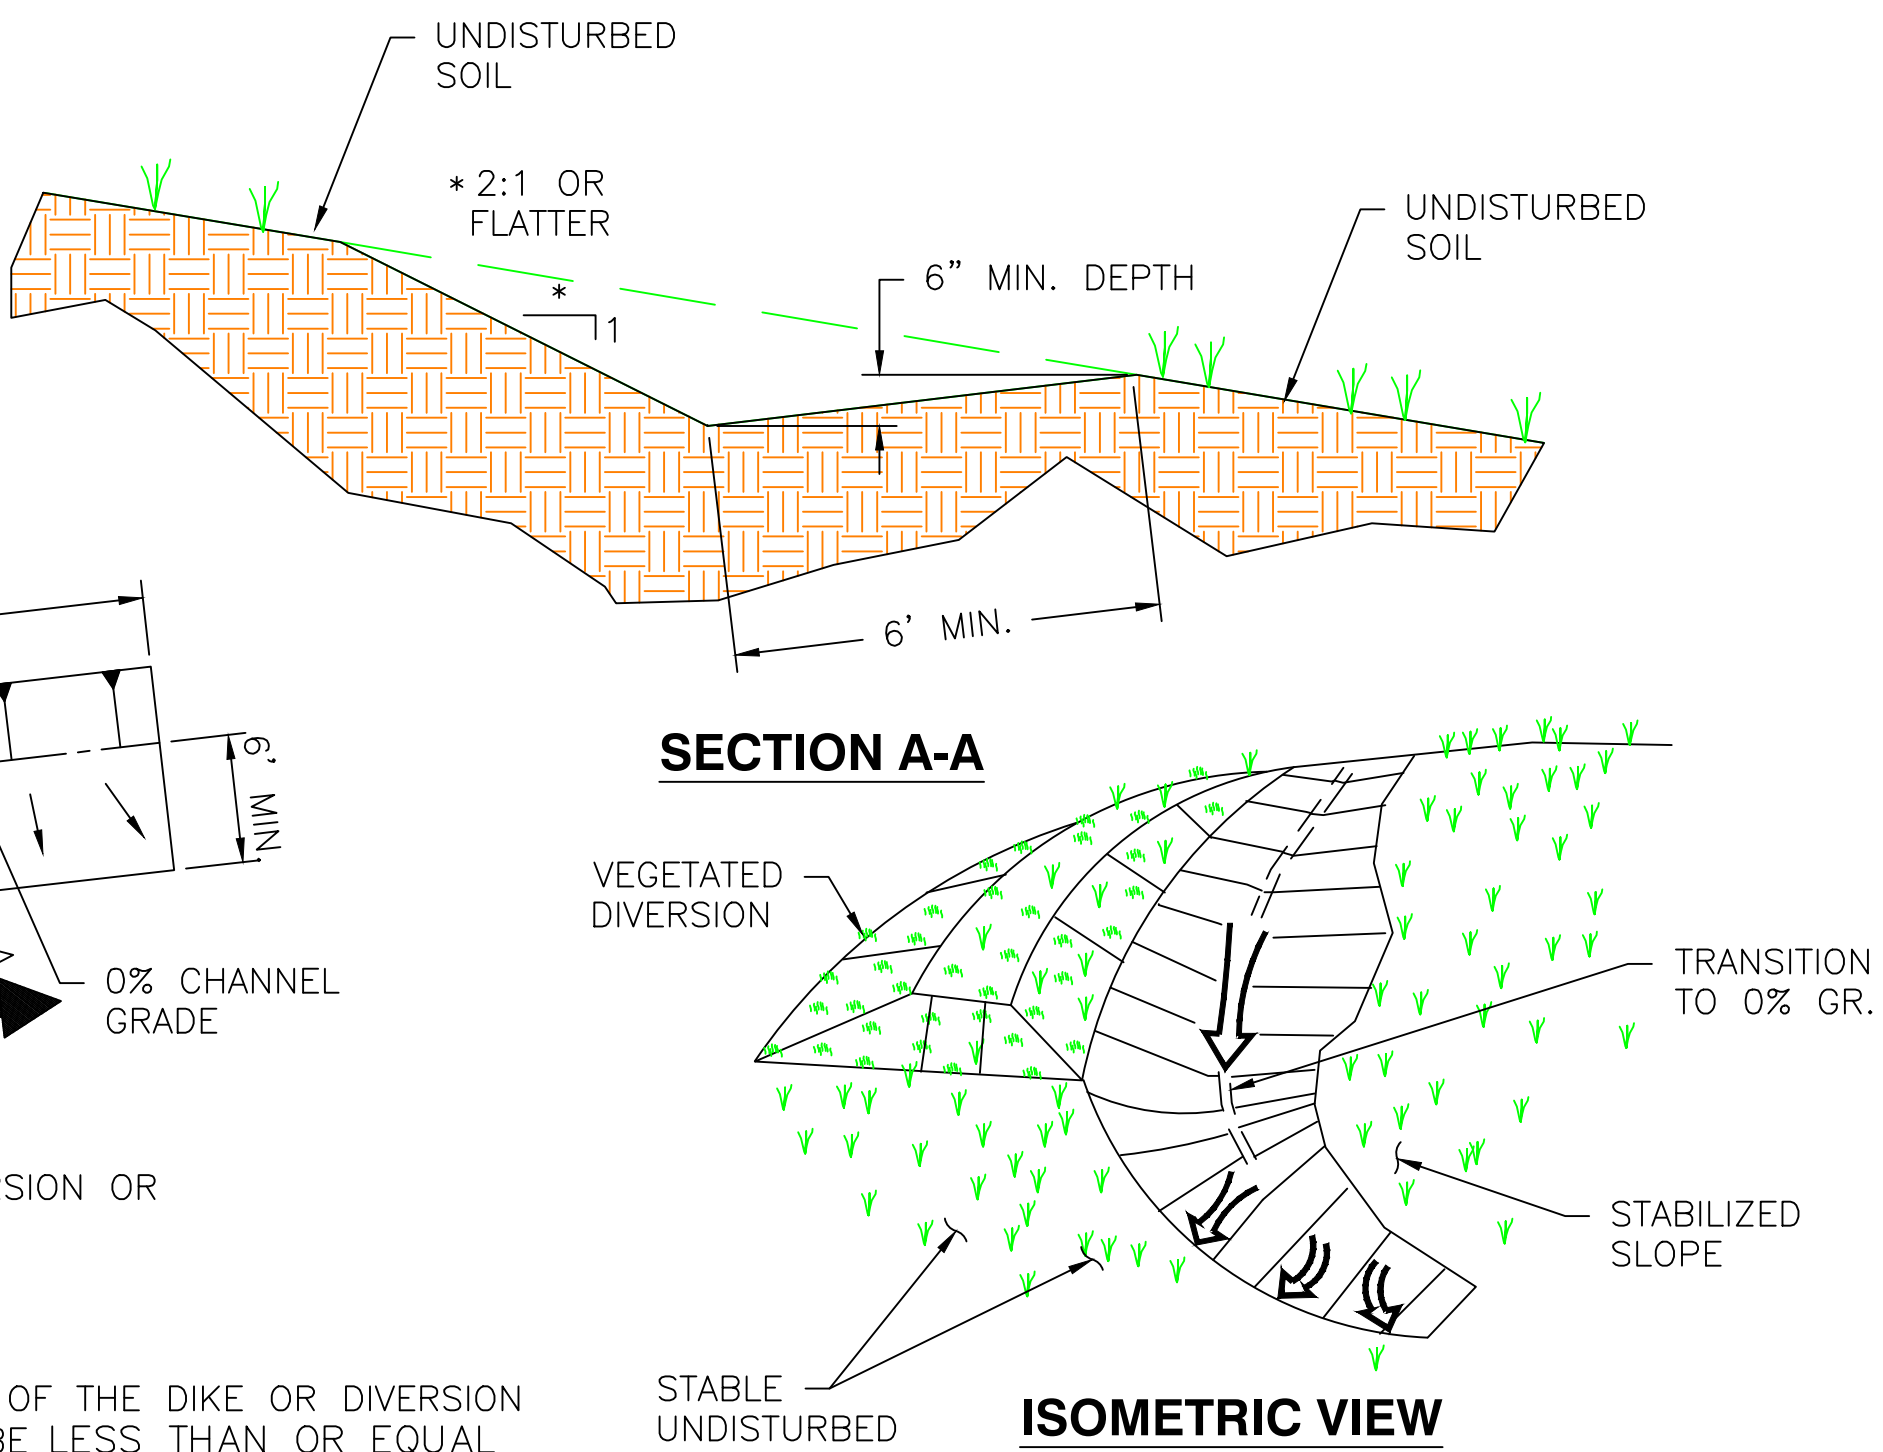 UNDISTURBED
SOIL
* 2:1 OR
FLATTER
UNDISTURBED
SOIL
6” MIN. DEPTH
*
1
6’ MIN.
SECTION A-A
6’ MIN.
VEGETATED
DIVERSION
0% CHANNEL
GRADE
TRANSITION
TO 0% GR.
RSION OR
STABILIZED
SLOPE
STABLE
UNDISTURBED
OF THE DIKE OR DIVERSION
BE LESS THAN OR EQUAL
ISOMETRIC VIEW